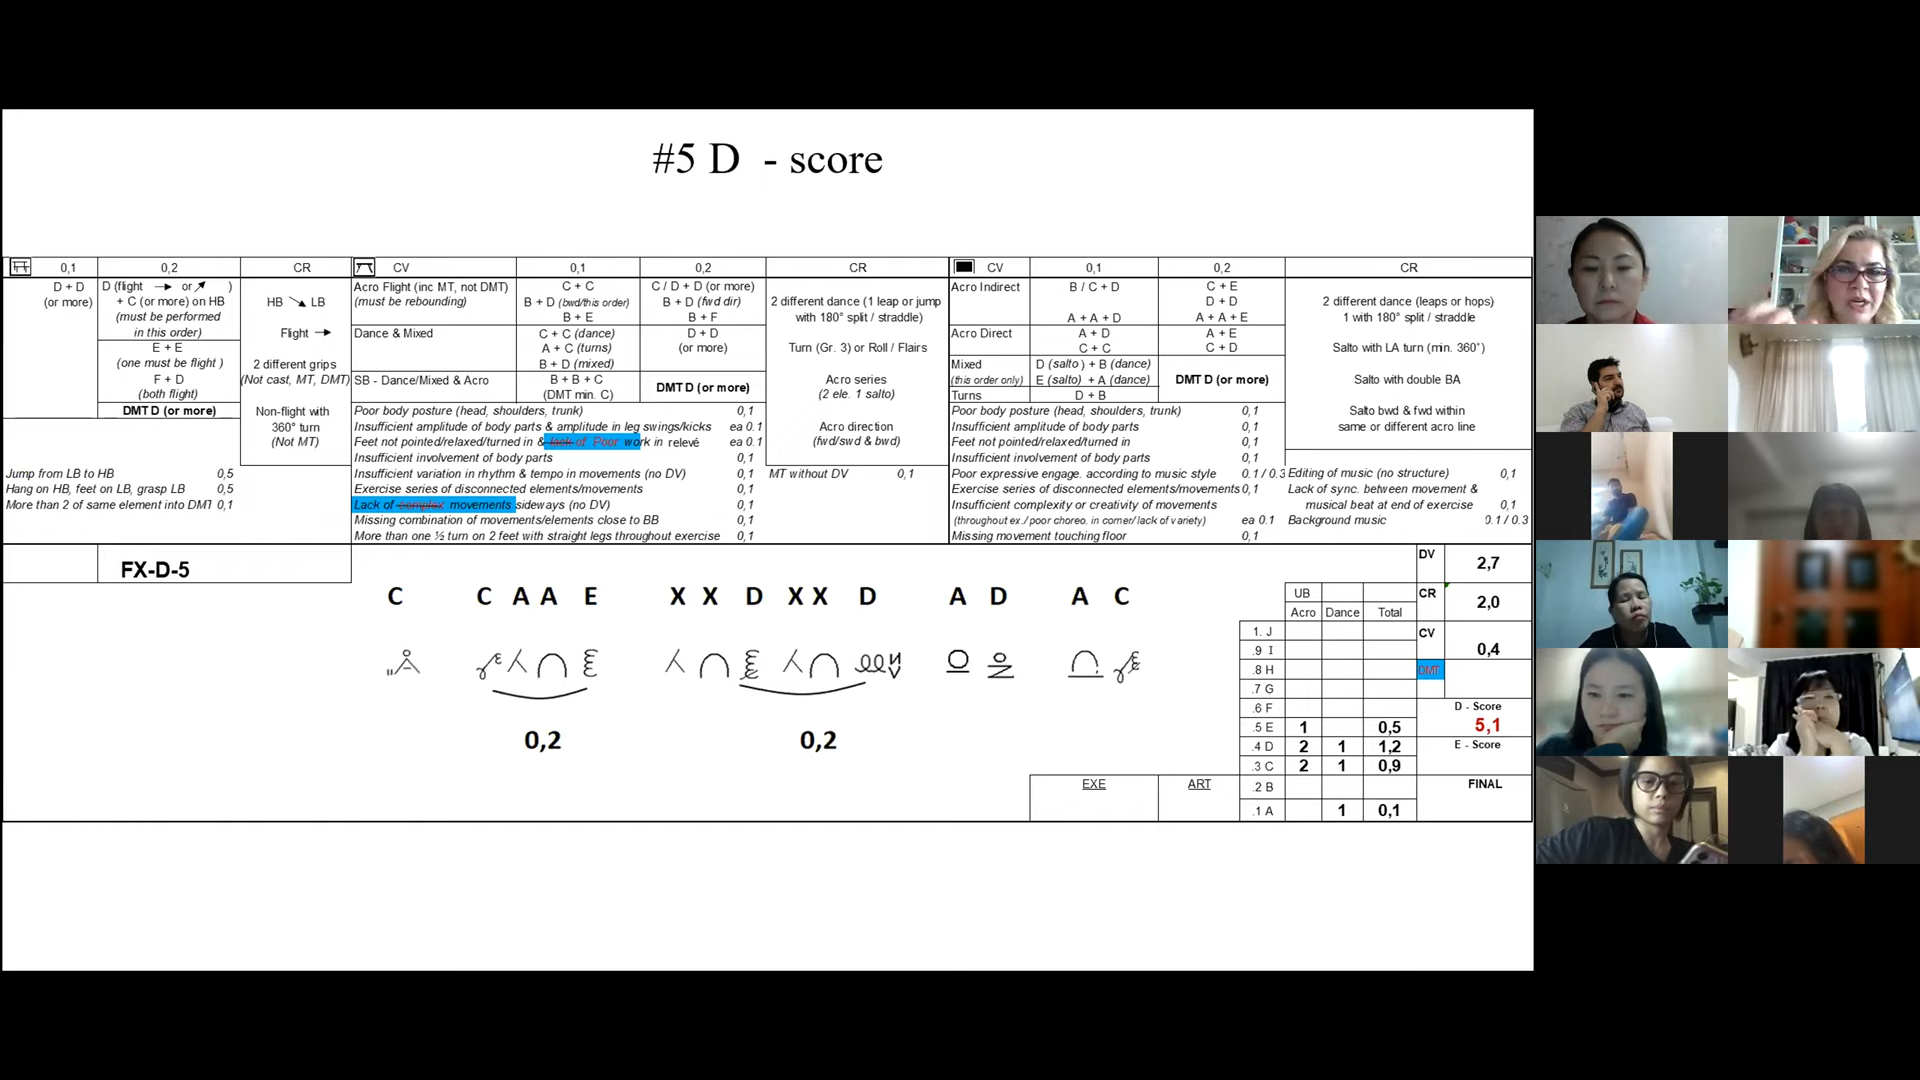 #5 D - score
0,1
0,2
CR
D + D
(or more)
D (flight → or ↗ )
+ C (or more) on HB
(must be performed
in this order)
E + E
(one must be flight )
F + D
(both flight)
DMT D (or more)
HB ↘ LB
Flight →
2 different grips
(Not cast, MT, DMT)
Non-flight with
360° turn
(Not MT)
Jump from LB to HB 0,5
Hang on HB, feet on LB, grasp LB 0,5
More than 2 of same element into DMT 0,1
CV
0,1
0,2
CR
Acro Flight (inc MT, not DMT)
(must be rebounding)
C + C
B + D (bwd/this order)
B + E
C / D + D (or more)
B + D (fwd dir)
B + F
Dance & Mixed
C + C (dance)
A + C (turns)
B + D (mixed)
D + D
(or more)
SB - Dance/Mixed & Acro
B + B + C
(DMT min. C)
DMT D (or more)
2 different dance (1 leap or jump
with 180° split / straddle)
Turn (Gr. 3) or Roll / Flairs
Acro series
(2 ele. 1 salto)
Acro direction
(fwd/swd & bwd)
Poor body posture (head, shoulders, trunk) 0,1
Insufficient amplitude of body parts & amplitude in leg swings/kicks ea 0.1
Feet not pointed/relaxed/turned in & lack of Poor work in relevé ea 0.1
Insufficient involvement of body parts 0,1
Insufficient variation in rhythm & tempo in movements (no DV) 0,1
Exercise series of disconnected elements/movements 0,1
Lack of complex movements sideways (no DV) 0,1
Missing combination of movements/elements close to BB 0,1
More than one ½ turn on 2 feet with straight legs throughout exercise 0,1
MT without DV 0,1
CV
0,1
0,2
CR
Acro Indirect
B / C + D
A + A + D
C + E
D + D
A + A + E
Acro Direct
A + D
C + C
A + E
C + D
Mixed
(this order only)
D (salto) + B (dance)
E (salto) + A (dance)
DMT D (or more)
Turns
D + B
2 different dance (leaps or hops)
1 with 180° split / straddle
Salto with LA turn (min. 360°)
Salto with double BA
Salto bwd & fwd within
same or different acro line
Poor body posture (head, shoulders, trunk) 0,1
Insufficient amplitude of body parts 0,1
Feet not pointed/relaxed/turned in 0,1
Insufficient involvement of body parts 0,1
Poor expressive engage. according to music style 0.1 / 0.3
Exercise series of disconnected elements/movements 0,1
Insufficient complexity or creativity of movements
(throughout ex./ poor choreo. in corner/ lack of variety) ea 0.1
Missing movement touching floor 0,1
Editing of music (no structure) 0,1
Lack of sync. between movement &
musical beat at end of exercise 0,1
Background music 0.1 / 0.3
FX-D-5
C C A A E X X D X X D A D A C
0,2 0,2
DV 2,7
CR 2,0
CV 0,4
DMT
D - Score
5,1
E - Score
FINAL
UB
Acro Dance Total
1. J
.9 I
.8 H
.7 G
.6 F
.5 E 1 0,5
.4 D 2 1 1,2
.3 C 2 1 0,9
.2 B
.1 A 1 0,1
EXE
ART